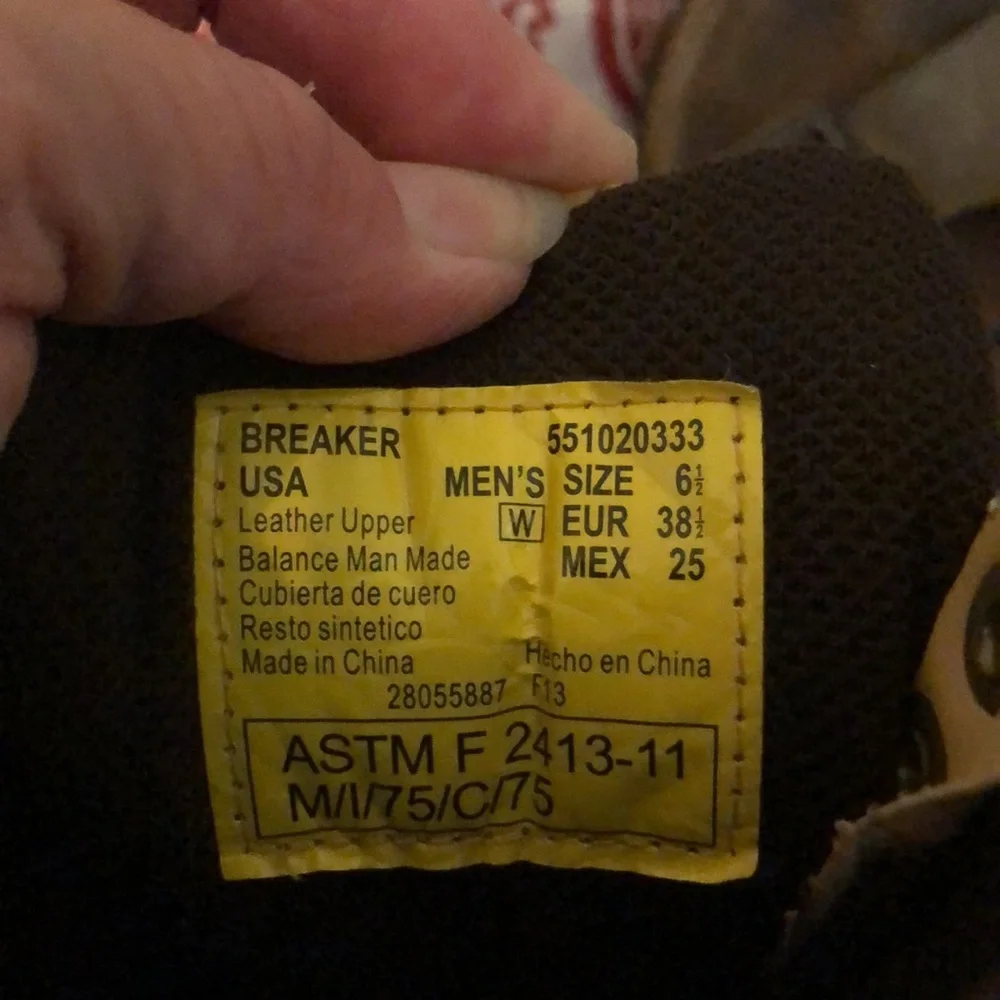 BREAKER 551020333
USA MEN'S SIZE 6½
Leather Upper W EUR 38½
Balance Man Made MEX 25
Cubierta de cuero
Resto sintetico
Made in China Hecho en China
28055887 F13
ASTM F 2413-11
M/I/75/C/75